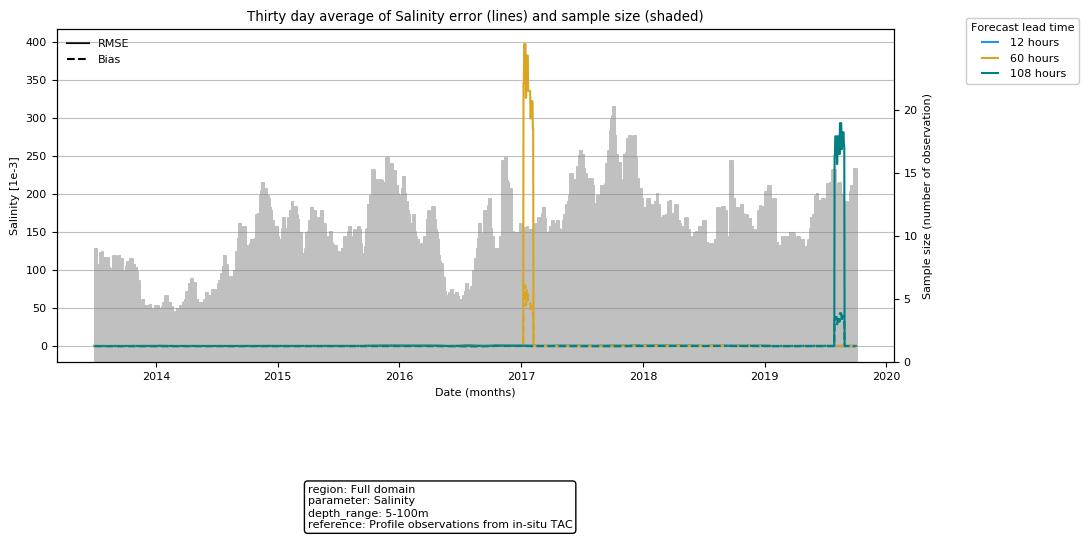 Thirty day average of Salinity error (lines) and sample size (shaded)
Forecast lead time
12 hours
60 hours
108 hours
RMSE
Bias
400
350
300
250
200
150
100
50
0
Salinity [1e-3]
20
15
10
5
0
Sample size (number of observation)
2014
2015
2016
2017
2018
2019
2020
Date (months)
region: Full domain
parameter: Salinity
depth_range: 5-100m
reference: Profile observations from in-situ TAC